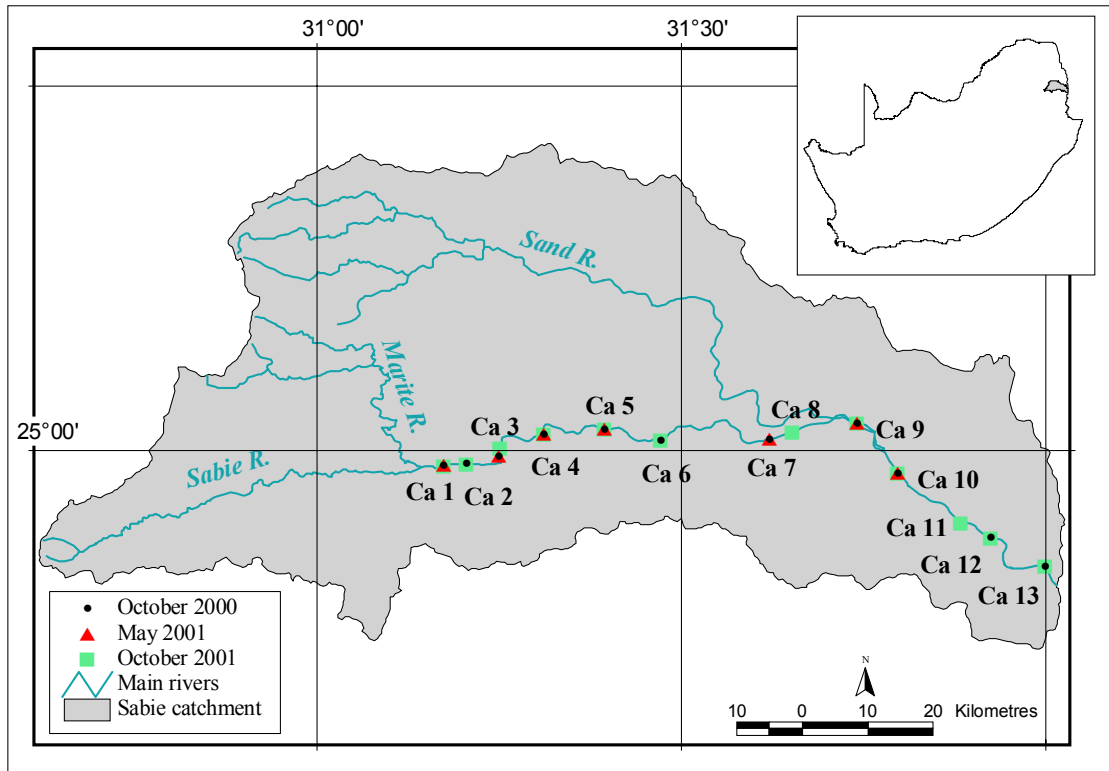 31°00'
31°30'
Sand R.
Marite R.
Sabie R.
25°00'
Ca 1
Ca 2
Ca 3
Ca 4
Ca 5
Ca 6
Ca 7
Ca 8
Ca 9
Ca 10
Ca 11
Ca 12
Ca 13
October 2000
May 2001
October 2001
Main rivers
Sabie catchment
N
10 0 10 20 Kilometres